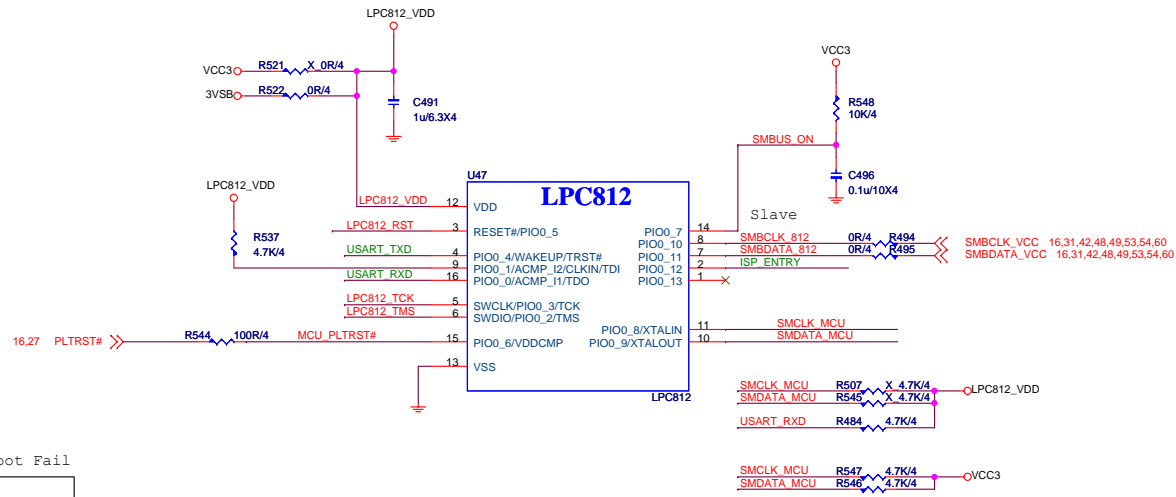 LPC812_VDD
VCC3 R521 X_0R/4
3VSB R522 0R/4
C491
1u/6.3X4
VCC3
R548
10K/4
SMBUS_ON
C496
0.1u/10X4
LPC812_VDD
R537
4.7K/4
U47
LPC812
Slave
LPC812_VDD 12 VDD
LPC812_RST 3 RESET#/PIO0_5
USART_TXD 4 PIO0_4/WAKEUP/TRST#
9 PIO0_1/ACMP_I2/CLKIN/TDI
USART_RXD 16 PIO0_0/ACMP_I1/TDO
LPC812_TCK 5 SWCLK/PIO0_3/TCK
LPC812_TMS 6 SWDIO/PIO0_2/TMS
16,27 PLTRST# R544 100R/4 MCU_PLTRST# 15 PIO0_6/VDDCMP
13 VSS
PIO0_7 14
PIO0_10 8 SMBCLK_812 0R/4 R494 SMBCLK_VCC 16,31,42,48,49,53,54,60
PIO0_11 7 SMBDATA_812 0R/4 R495 SMBDATA_VCC 16,31,42,48,49,53,54,60
PIO0_12 2 ISP_ENTRY
PIO0_13 1
PIO0_8/XTALIN 11 SMCLK_MCU
PIO0_9/XTALOUT 10 SMDATA_MCU
LPC812
SMCLK_MCU R507 X_4.7K/4 LPC812_VDD
SMDATA_MCU R545 X_4.7K/4
USART_RXD R484 4.7K/4
SMCLK_MCU R547 4.7K/4 VCC3
SMDATA_MCU R546 4.7K/4
oot Fail